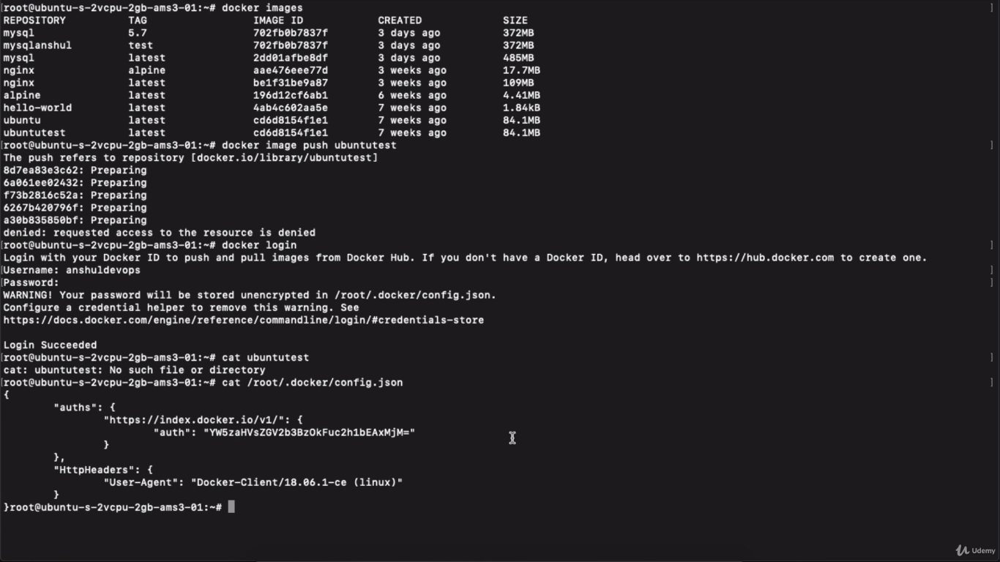 [root@ubuntu-s-2vcpu-2gb-ams3-01:~# docker images ]
REPOSITORY TAG IMAGE ID CREATED SIZE
mysql 5.7 702fb0b7837f 3 days ago 372MB
mysqlanshul test 702fb0b7837f 3 days ago 372MB
mysql latest 2dd01afbe8df 3 days ago 485MB
nginx alpine aae476eee77d 3 weeks ago 17.7MB
nginx latest be1f31be9a87 3 weeks ago 109MB
alpine latest 196d12cf6ab1 6 weeks ago 4.41MB
hello-world latest 4ab4c602aa5e 7 weeks ago 1.84kB
ubuntu latest cd6d8154f1e1 7 weeks ago 84.1MB
ubuntutest latest cd6d8154f1e1 7 weeks ago 84.1MB
[root@ubuntu-s-2vcpu-2gb-ams3-01:~# docker image push ubuntutest ]
The push refers to repository [docker.io/library/ubuntutest]
8d7ea83e3c62: Preparing
6a061ee02432: Preparing
f73b2816c52a: Preparing
6267b420796f: Preparing
a30b835850bf: Preparing
denied: requested access to the resource is denied
[root@ubuntu-s-2vcpu-2gb-ams3-01:~# docker login ]
Login with your Docker ID to push and pull images from Docker Hub. If you don't have a Docker ID, head over to https://hub.docker.com to create one.
[Username: anshuldevops ]
[Password: ]
WARNING! Your password will be stored unencrypted in /root/.docker/config.json.
Configure a credential helper to remove this warning. See
https://docs.docker.com/engine/reference/commandline/login/#credentials-store
Login Succeeded
[root@ubuntu-s-2vcpu-2gb-ams3-01:~# cat ubuntutest ]
cat: ubuntutest: No such file or directory
[root@ubuntu-s-2vcpu-2gb-ams3-01:~# cat /root/.docker/config.json ]
{
"auths": {
"https://index.docker.io/v1/": {
"auth": "YW5zaHVsZGV2b3BzOkFuc2h1bEAxMjM="
}
},
"HttpHeaders": {
"User-Agent": "Docker-Client/18.06.1-ce (linux)"
}
}root@ubuntu-s-2vcpu-2gb-ams3-01:~#
Udemy